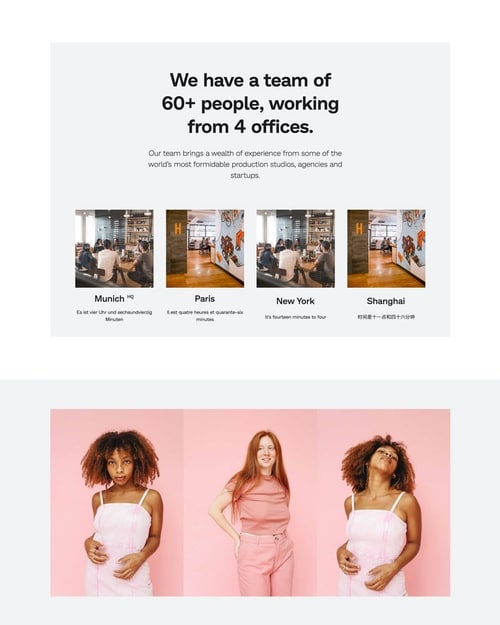 We have a team of
60+ people, working
from 4 offices.
Our team brings a wealth of experience from some of the
world's most formidable production studios, agencies and
startups.
H
H
Munich HQ
Paris
New York
Shanghai
Es ist vier Uhr und sechsundvierzig
Minuten
Il est quatre heures et quarante-six
minutes
It's fourteen minutes to four
时间是十一点和四十六分钟